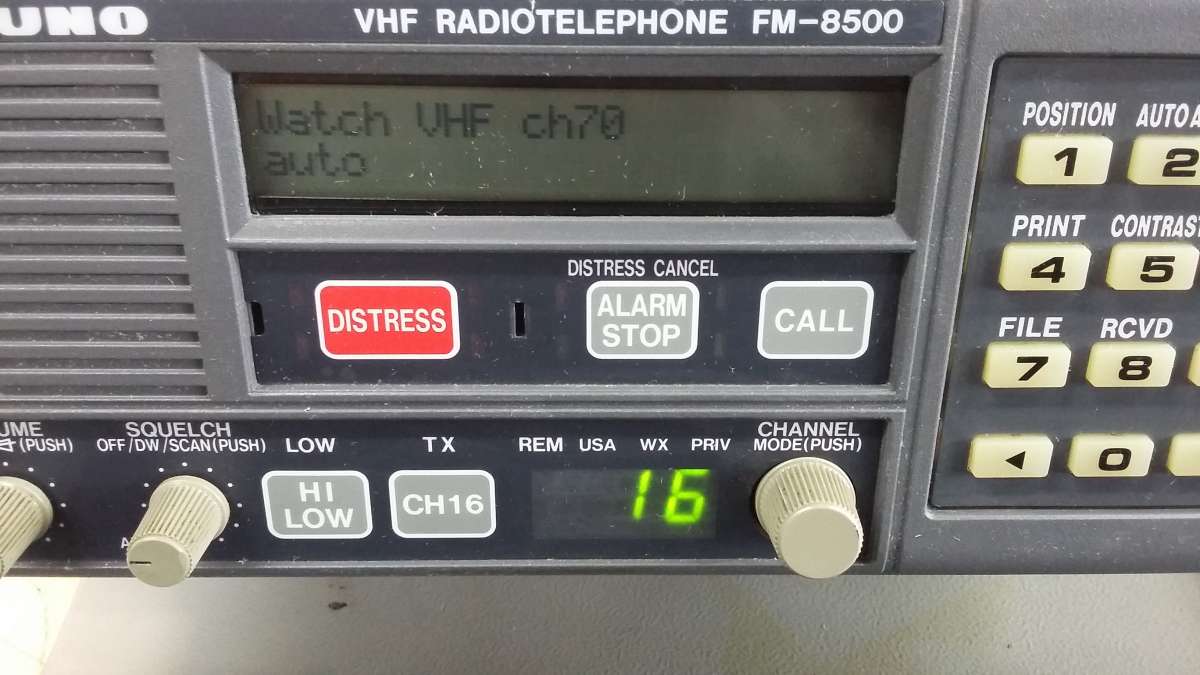 UNO
VHF RADIOTELEPHONE FM-8500
Watch VHF ch70
auto
DISTRESS
DISTRESS CANCEL
ALARM
STOP
CALL
POSITION
1
2
PRINT
4
5
FILE
7
RCVD
8
◄
0
(PUSH)
SQUELCH
OFF/DW/SCAN(PUSH)
LOW
HI
LOW
TX
CH16
REM USA WX PRIV
16
CHANNEL
MODE(PUSH)